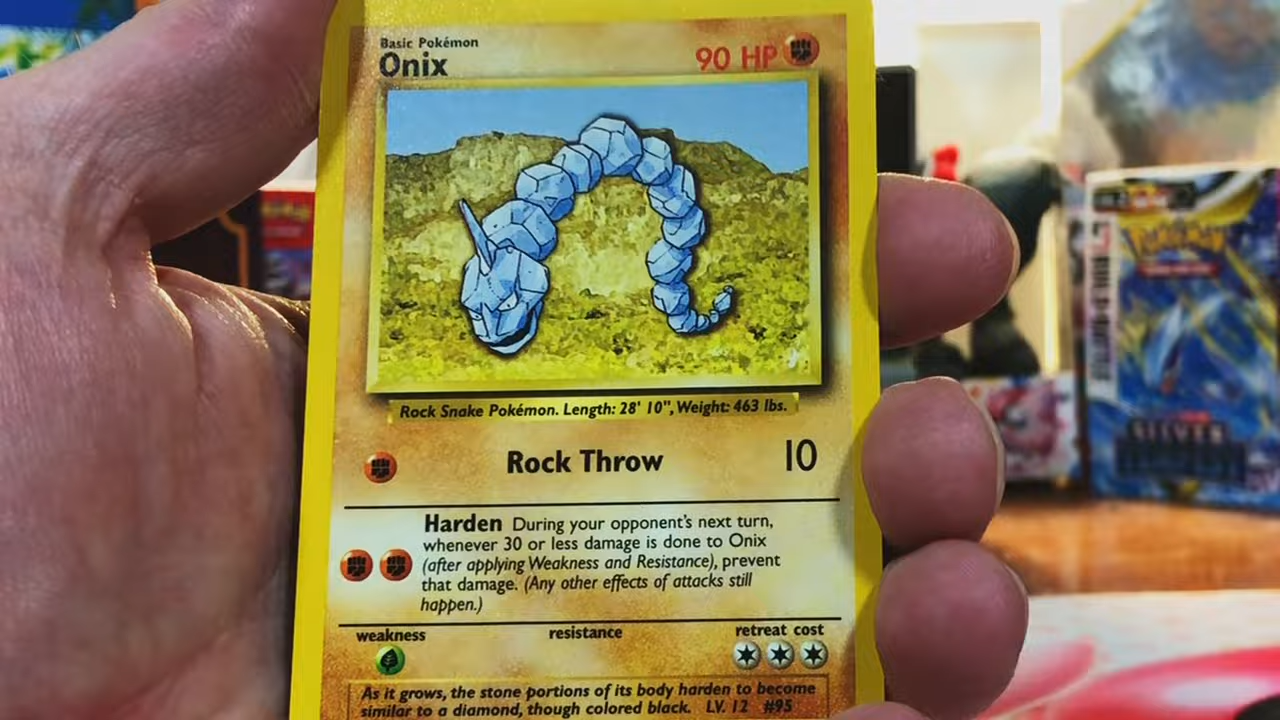 Basic Pokémon
Onix
90 HP
Rock Snake Pokémon. Length: 28' 10", Weight: 463 lbs.
Rock Throw 10
Harden During your opponent's next turn,
whenever 30 or less damage is done to Onix
(after applying Weakness and Resistance), prevent
that damage. (Any other effects of attacks still
happen.)
weakness resistance retreat cost
As it grows, the stone portions of its body harden to become
similar to a diamond, though colored black. LV. 12 #95
Pokémon
SILVER